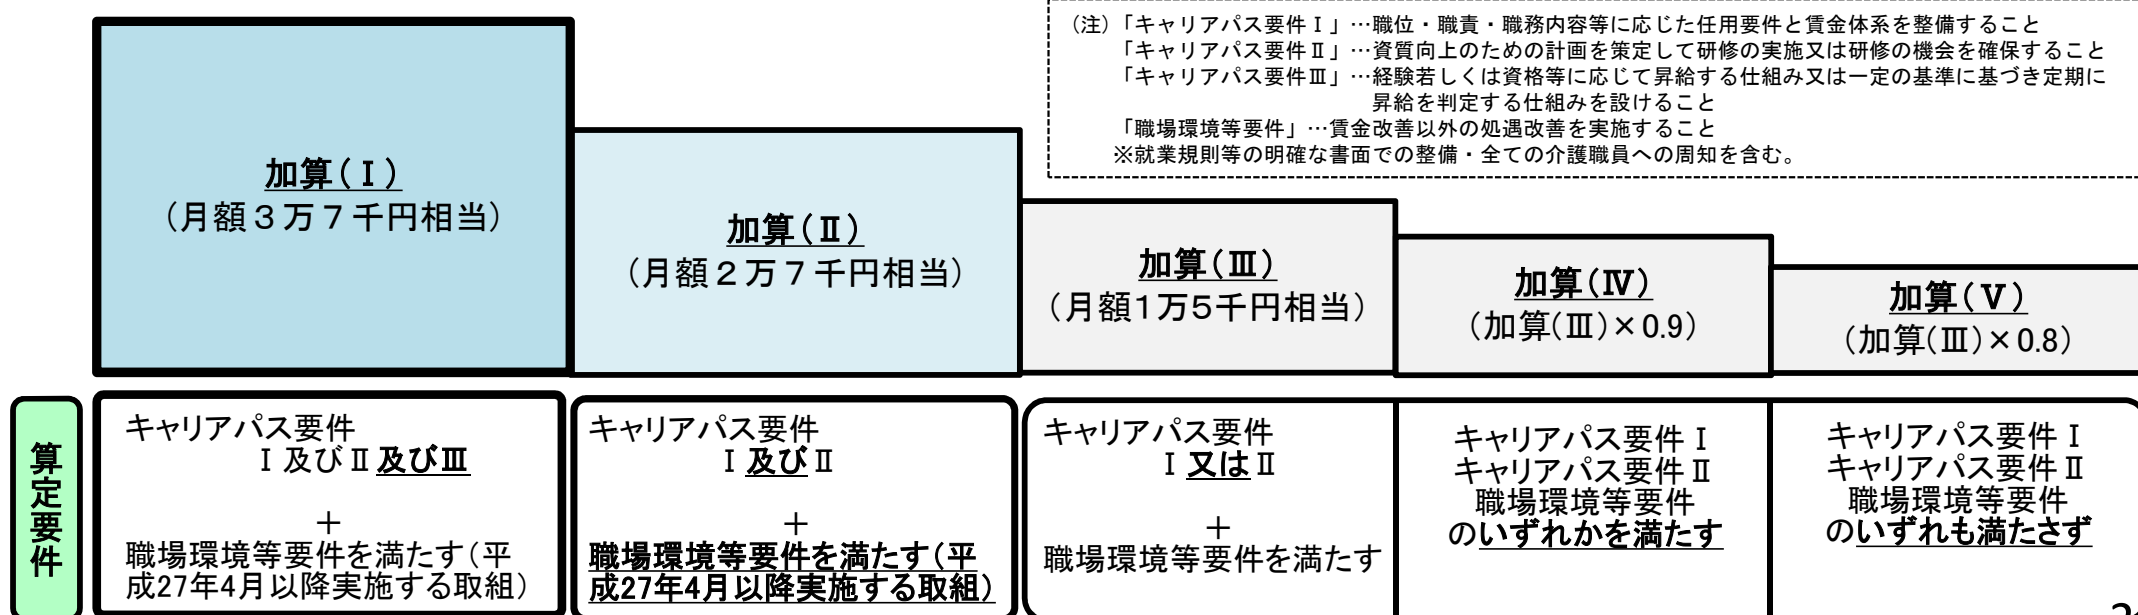 (注)「キャリアパス要件Ⅰ」…職位・職責・職務内容等に応じた任用要件と賃金体系を整備すること
「キャリアパス要件Ⅱ」…資質向上のための計画を策定して研修の実施又は研修の機会を確保すること
「キャリアパス要件Ⅲ」…経験若しくは資格等に応じて昇給する仕組み又は一定の基準に基づき定期に
昇給を判定する仕組みを設けること
「職場環境等要件」…賃金改善以外の処遇改善を実施すること
※就業規則等の明確な書面での整備・全ての介護職員への周知を含む。
加算(Ⅰ)
(月額3万7千円相当)
加算(Ⅱ)
(月額2万7千円相当)
加算(Ⅲ)
(月額1万5千円相当)
加算(Ⅳ)
(加算(Ⅲ)×0.9)
加算(Ⅴ)
(加算(Ⅲ)×0.8)
算定要件
キャリアパス要件
Ⅰ及びⅡ及びⅢ
+
職場環境等要件を満たす(平
成27年4月以降実施する取組)
キャリアパス要件
Ⅰ及びⅡ
+
職場環境等要件を満たす(平
成27年4月以降実施する取組)
キャリアパス要件
Ⅰ又はⅡ
+
職場環境等要件を満たす
キャリアパス要件Ⅰ
キャリアパス要件Ⅱ
職場環境等要件
のいずれかを満たす
キャリアパス要件Ⅰ
キャリアパス要件Ⅱ
職場環境等要件
のいずれも満たさず